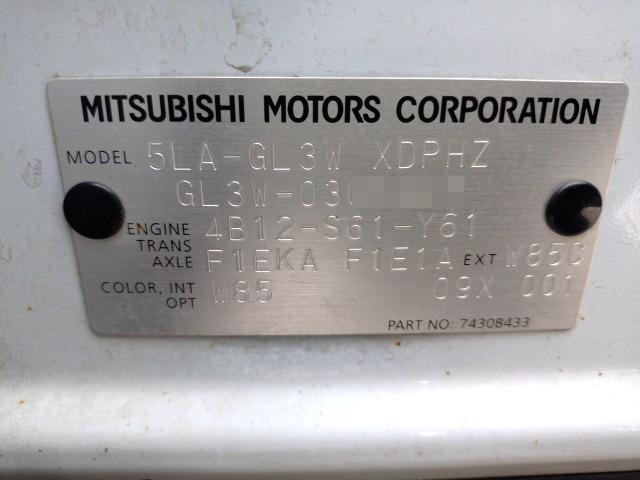 MITSUBISHI MOTORS CORPORATION
MODEL 5LA-GL3W XDPHZ
GL3W-030
ENGINE 4B12-S61-Y61
TRANS
AXLE F1EKA F1E1A EXT W85C
COLOR, INT W85 09X 001
OPT
PART NO: 7430B433